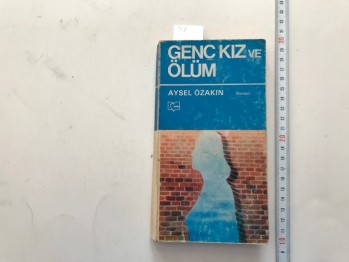 GENÇ KIZ VE
ÖLÜM
AYSEL ÖZAKIN
Roman